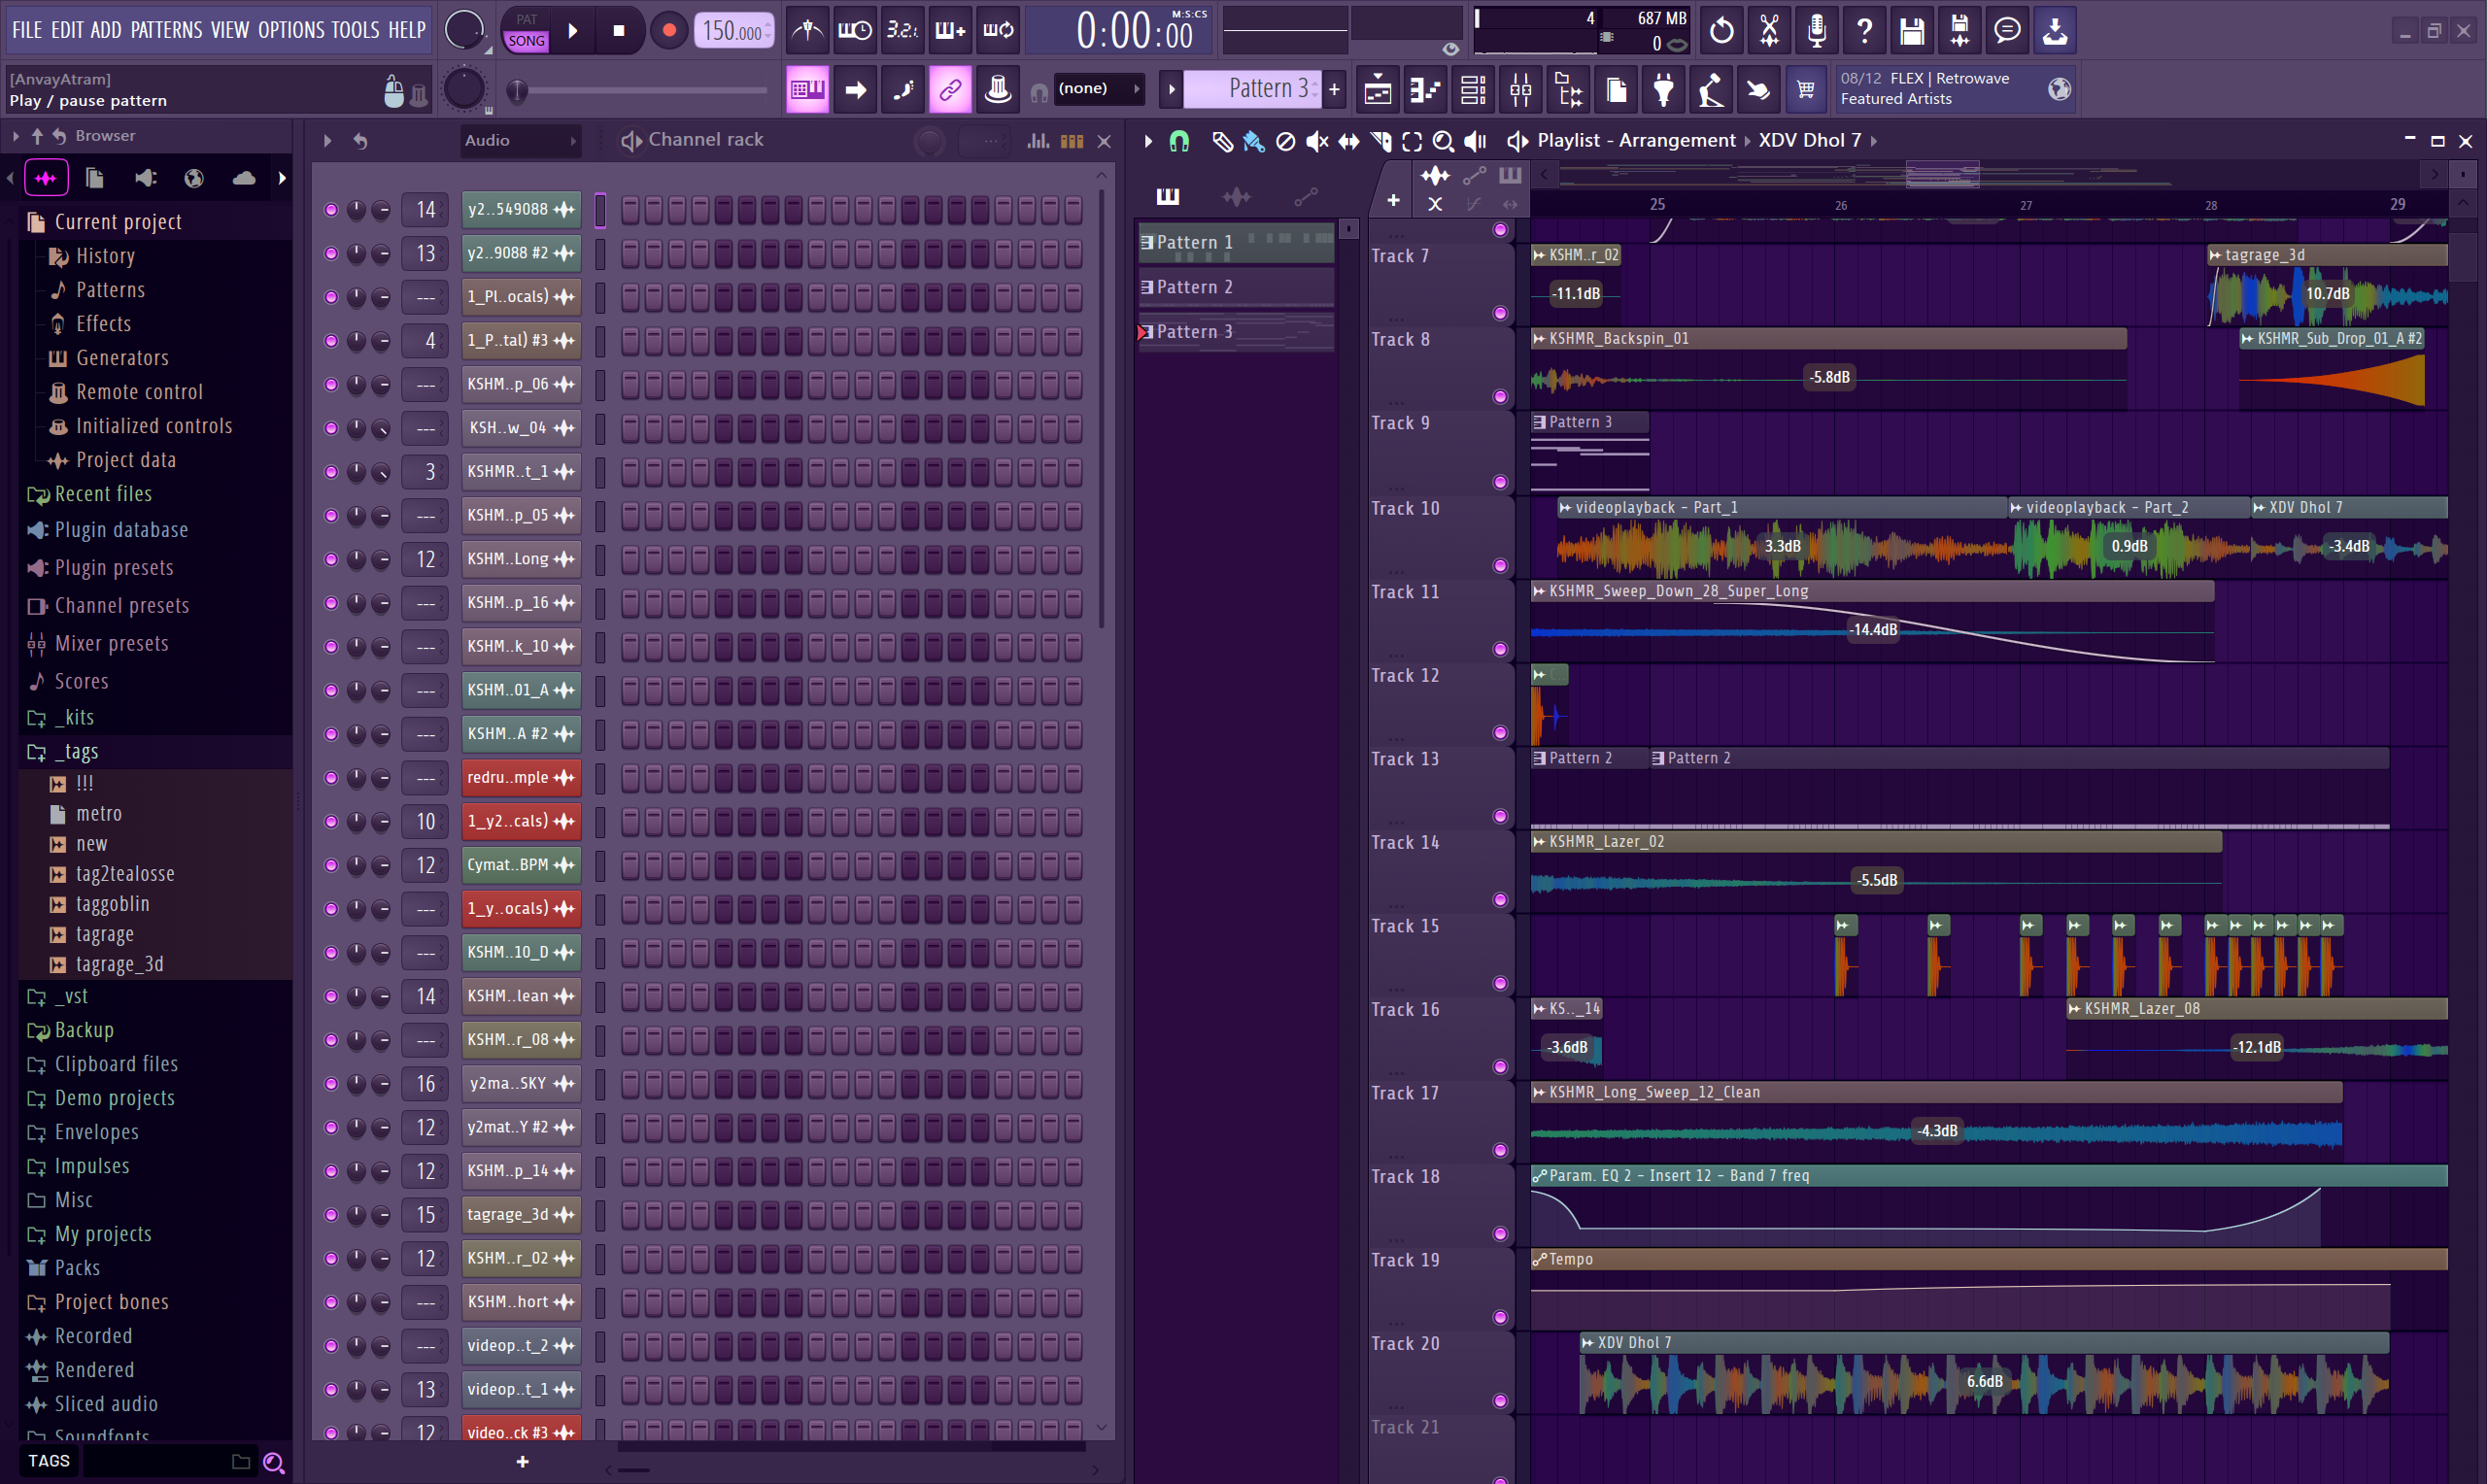 FILE EDIT ADD PATTERNS VIEW OPTIONS TOOLS HELP
PAT
SONG
150.000
3.2.
0:00:00
M:S:CS
4
687 MB
0
[AnvayAtram]
Play / pause pattern
(none)
Pattern 3
08/12 FLEX | Retrowave
Featured Artists
Browser
Current project
History
Patterns
Effects
Generators
Remote control
Initialized controls
Project data
Recent files
Plugin database
Plugin presets
Channel presets
Mixer presets
Scores
_kits
_tags
!!!
metro
new
tag2tealosse
taggoblin
tagrage
tagrage_3d
_vst
Backup
Clipboard files
Demo projects
Envelopes
Impulses
Misc
My projects
Packs
Project bones
Recorded
Rendered
Sliced audio
Soundfonts
TAGS
Audio
Channel rack
14 y2..549088
13 y2..9088 #2
--- 1_Pl..ocals)
4 1_P..tal) #3
--- KSHM..p_06
--- KSH..w_04
3 KSHMR..t_1
--- KSHM..p_05
12 KSHM..Long
--- KSHM..p_16
--- KSHM..k_10
--- KSHM..01_A
--- KSHM..A #2
--- redru..mple
10 1_y2..cals)
12 Cymat..BPM
--- 1_y..ocals)
--- KSHM..10_D
14 KSHM..lean
--- KSHM..r_08
16 y2ma..SKY
12 y2mat..Y #2
12 KSHM..p_14
15 tagrage_3d
12 KSHM..r_02
--- KSHM..hort
--- videop..t_2
13 videop..t_1
12 video..ck #3
Playlist - Arrangement
XDV Dhol 7
Pattern 1
Pattern 2
Pattern 3
25 26 27 28 29
Track 7
KSHM..r_02
-11.1dB
tagrage_3d
10.7dB
Track 8
KSHMR_Backspin_01
-5.8dB
KSHMR_Sub_Drop_01_A #2
Track 9
Pattern 3
Track 10
videoplayback - Part_1
3.3dB
videoplayback - Part_2
0.9dB
XDV Dhol 7
-3.4dB
Track 11
KSHMR_Sweep_Down_28_Super_Long
-14.4dB
Track 12
Track 13
Pattern 2
Pattern 2
Track 14
KSHMR_Lazer_02
-5.5dB
Track 15
Track 16
KS.._14
-3.6dB
KSHMR_Lazer_08
-12.1dB
Track 17
KSHMR_Long_Sweep_12_Clean
-4.3dB
Track 18
Param. EQ 2 - Insert 12 - Band 7 freq
Track 19
Tempo
Track 20
XDV Dhol 7
6.6dB
Track 21